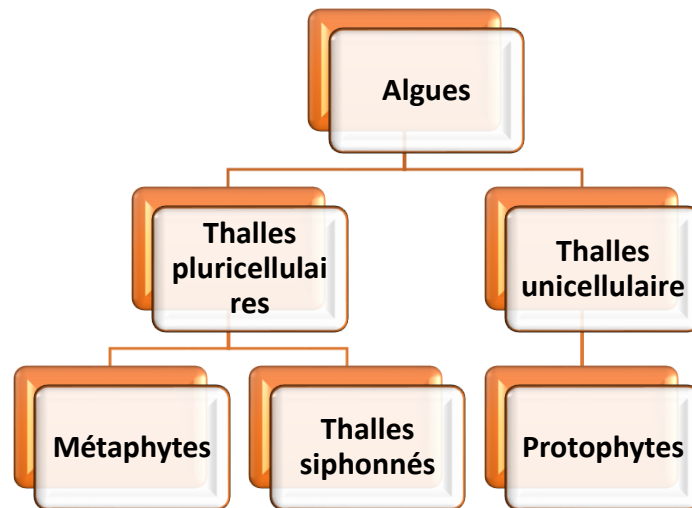 Algues
Thalles
pluricellulai
res
Thalles
unicellulaire
Métaphytes
Thalles
siphonnés
Protophytes